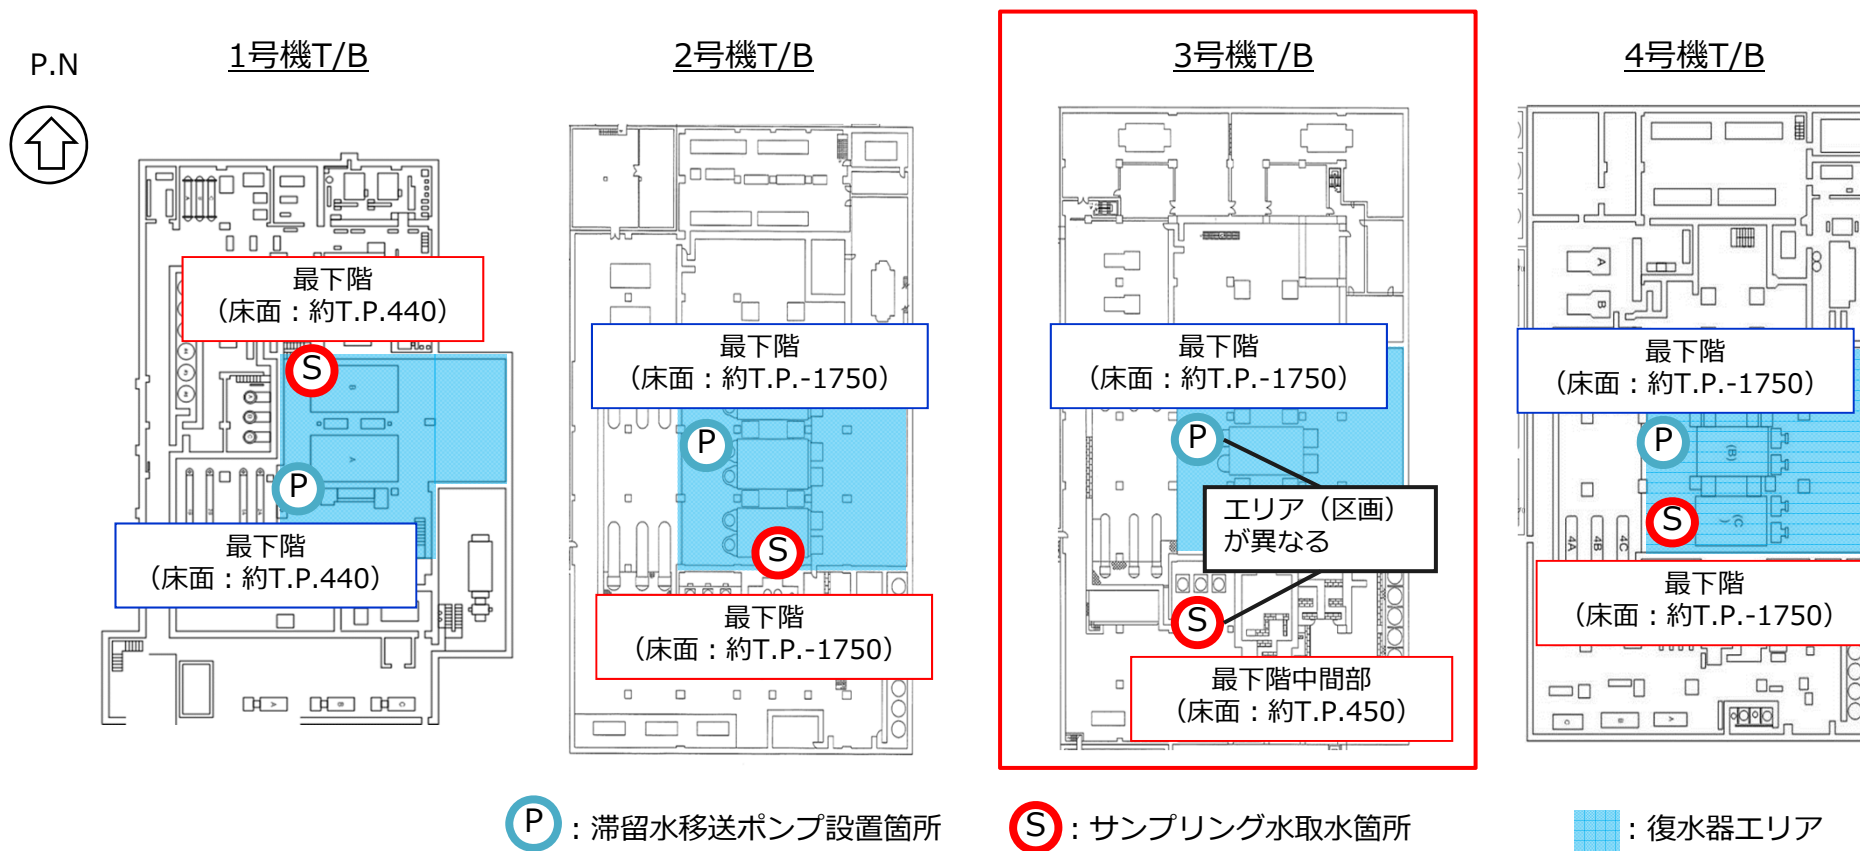 P.N
1号機T/B
2号機T/B
3号機T/B
4号機T/B
最下階
（床面：約T.P.440）
S
P
最下階
（床面：約T.P.440）
最下階
（床面：約T.P.-1750）
P
S
最下階
（床面：約T.P.-1750）
最下階
（床面：約T.P.-1750）
P
エリア（区画）
が異なる
S
最下階中間部
（床面：約T.P.450）
最下階
（床面：約T.P.-1750）
P
S
最下階
（床面：約T.P.-1750）
A
B
(B)
(C)
4A
4B
4C
C
B
A
B
A
A
B
C
P：滞留水移送ポンプ設置箇所
S：サンプリング水取水箇所
：復水器エリア